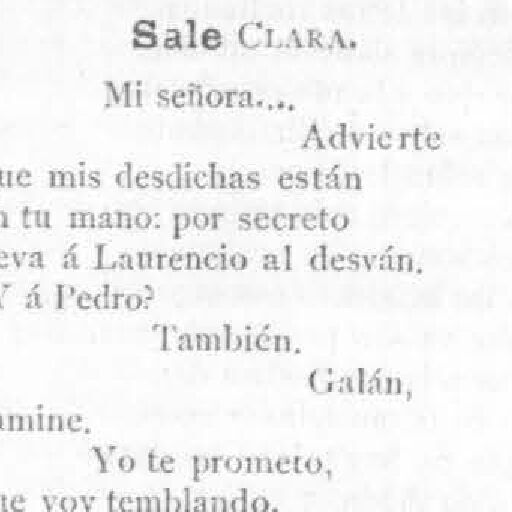 Sale CLARA.
Mi señora....
Advierte
ue mis desdichas están
n tu mano: por secreto
eva á Laurencio al desván.
Y á Pedro?
También.
Galán,
mine.
Yo te prometo,
ue voy temblando.